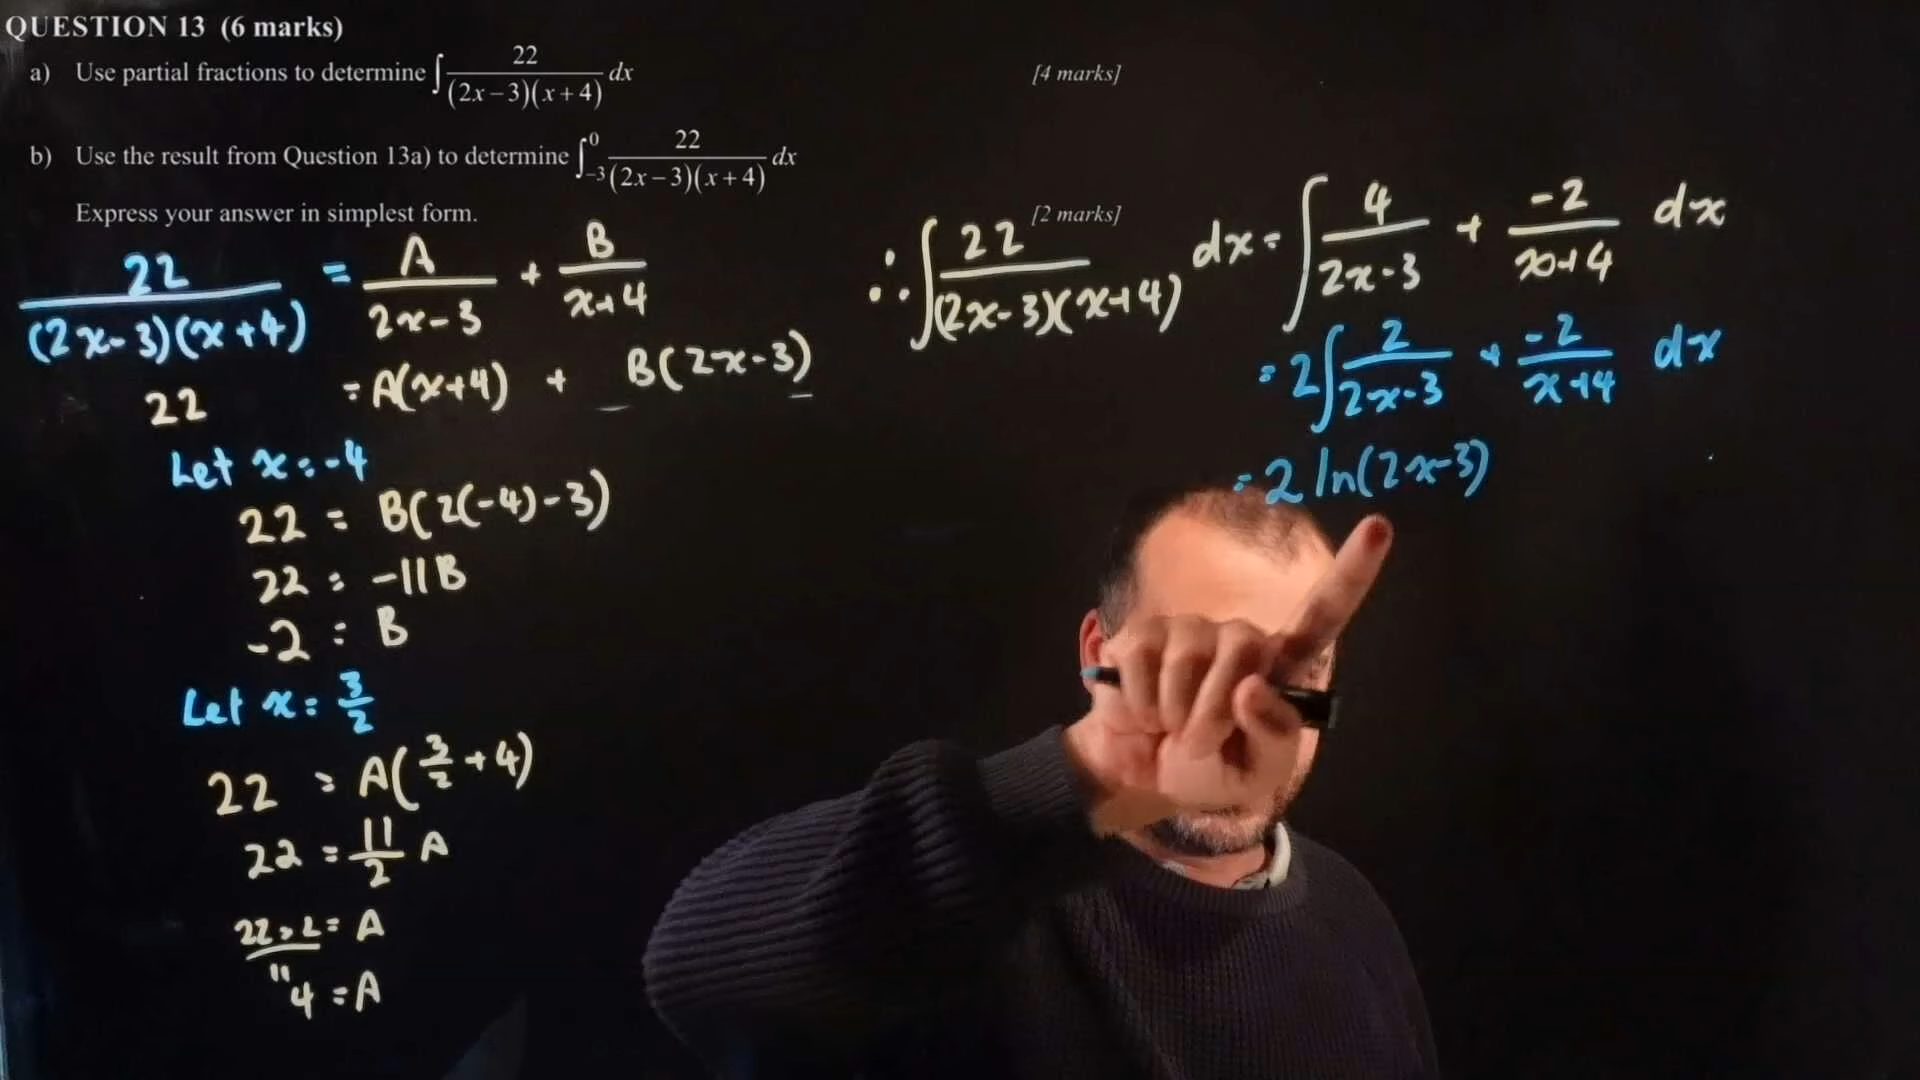 QUESTION 13 (6 marks)
a) Use partial fractions to determine ∫ 22/((2x−3)(x+4)) dx [4 marks]
b) Use the result from Question 13a) to determine ∫₋₃⁰ 22/((2x−3)(x+4)) dx
Express your answer in simplest form. [2 marks]
22/((2x-3)(x+4)) = A/(2x-3) + B/(x+4)
22 = A(x+4) + B(2x-3)
Let x=-4
22 = B(2(-4)-3)
22 = -11B
-2 = B
Let x = 3/2
22 = A(3/2+4)
22 = 11/2 A
22×2/11 = A
4 = A
∴ ∫ 22/((2x-3)(x+4)) dx = ∫ 4/(2x-3) + -2/(x+4) dx
= 2∫ 2/(2x-3) + -2/(x+4) dx
= 2 ln(2x-3)